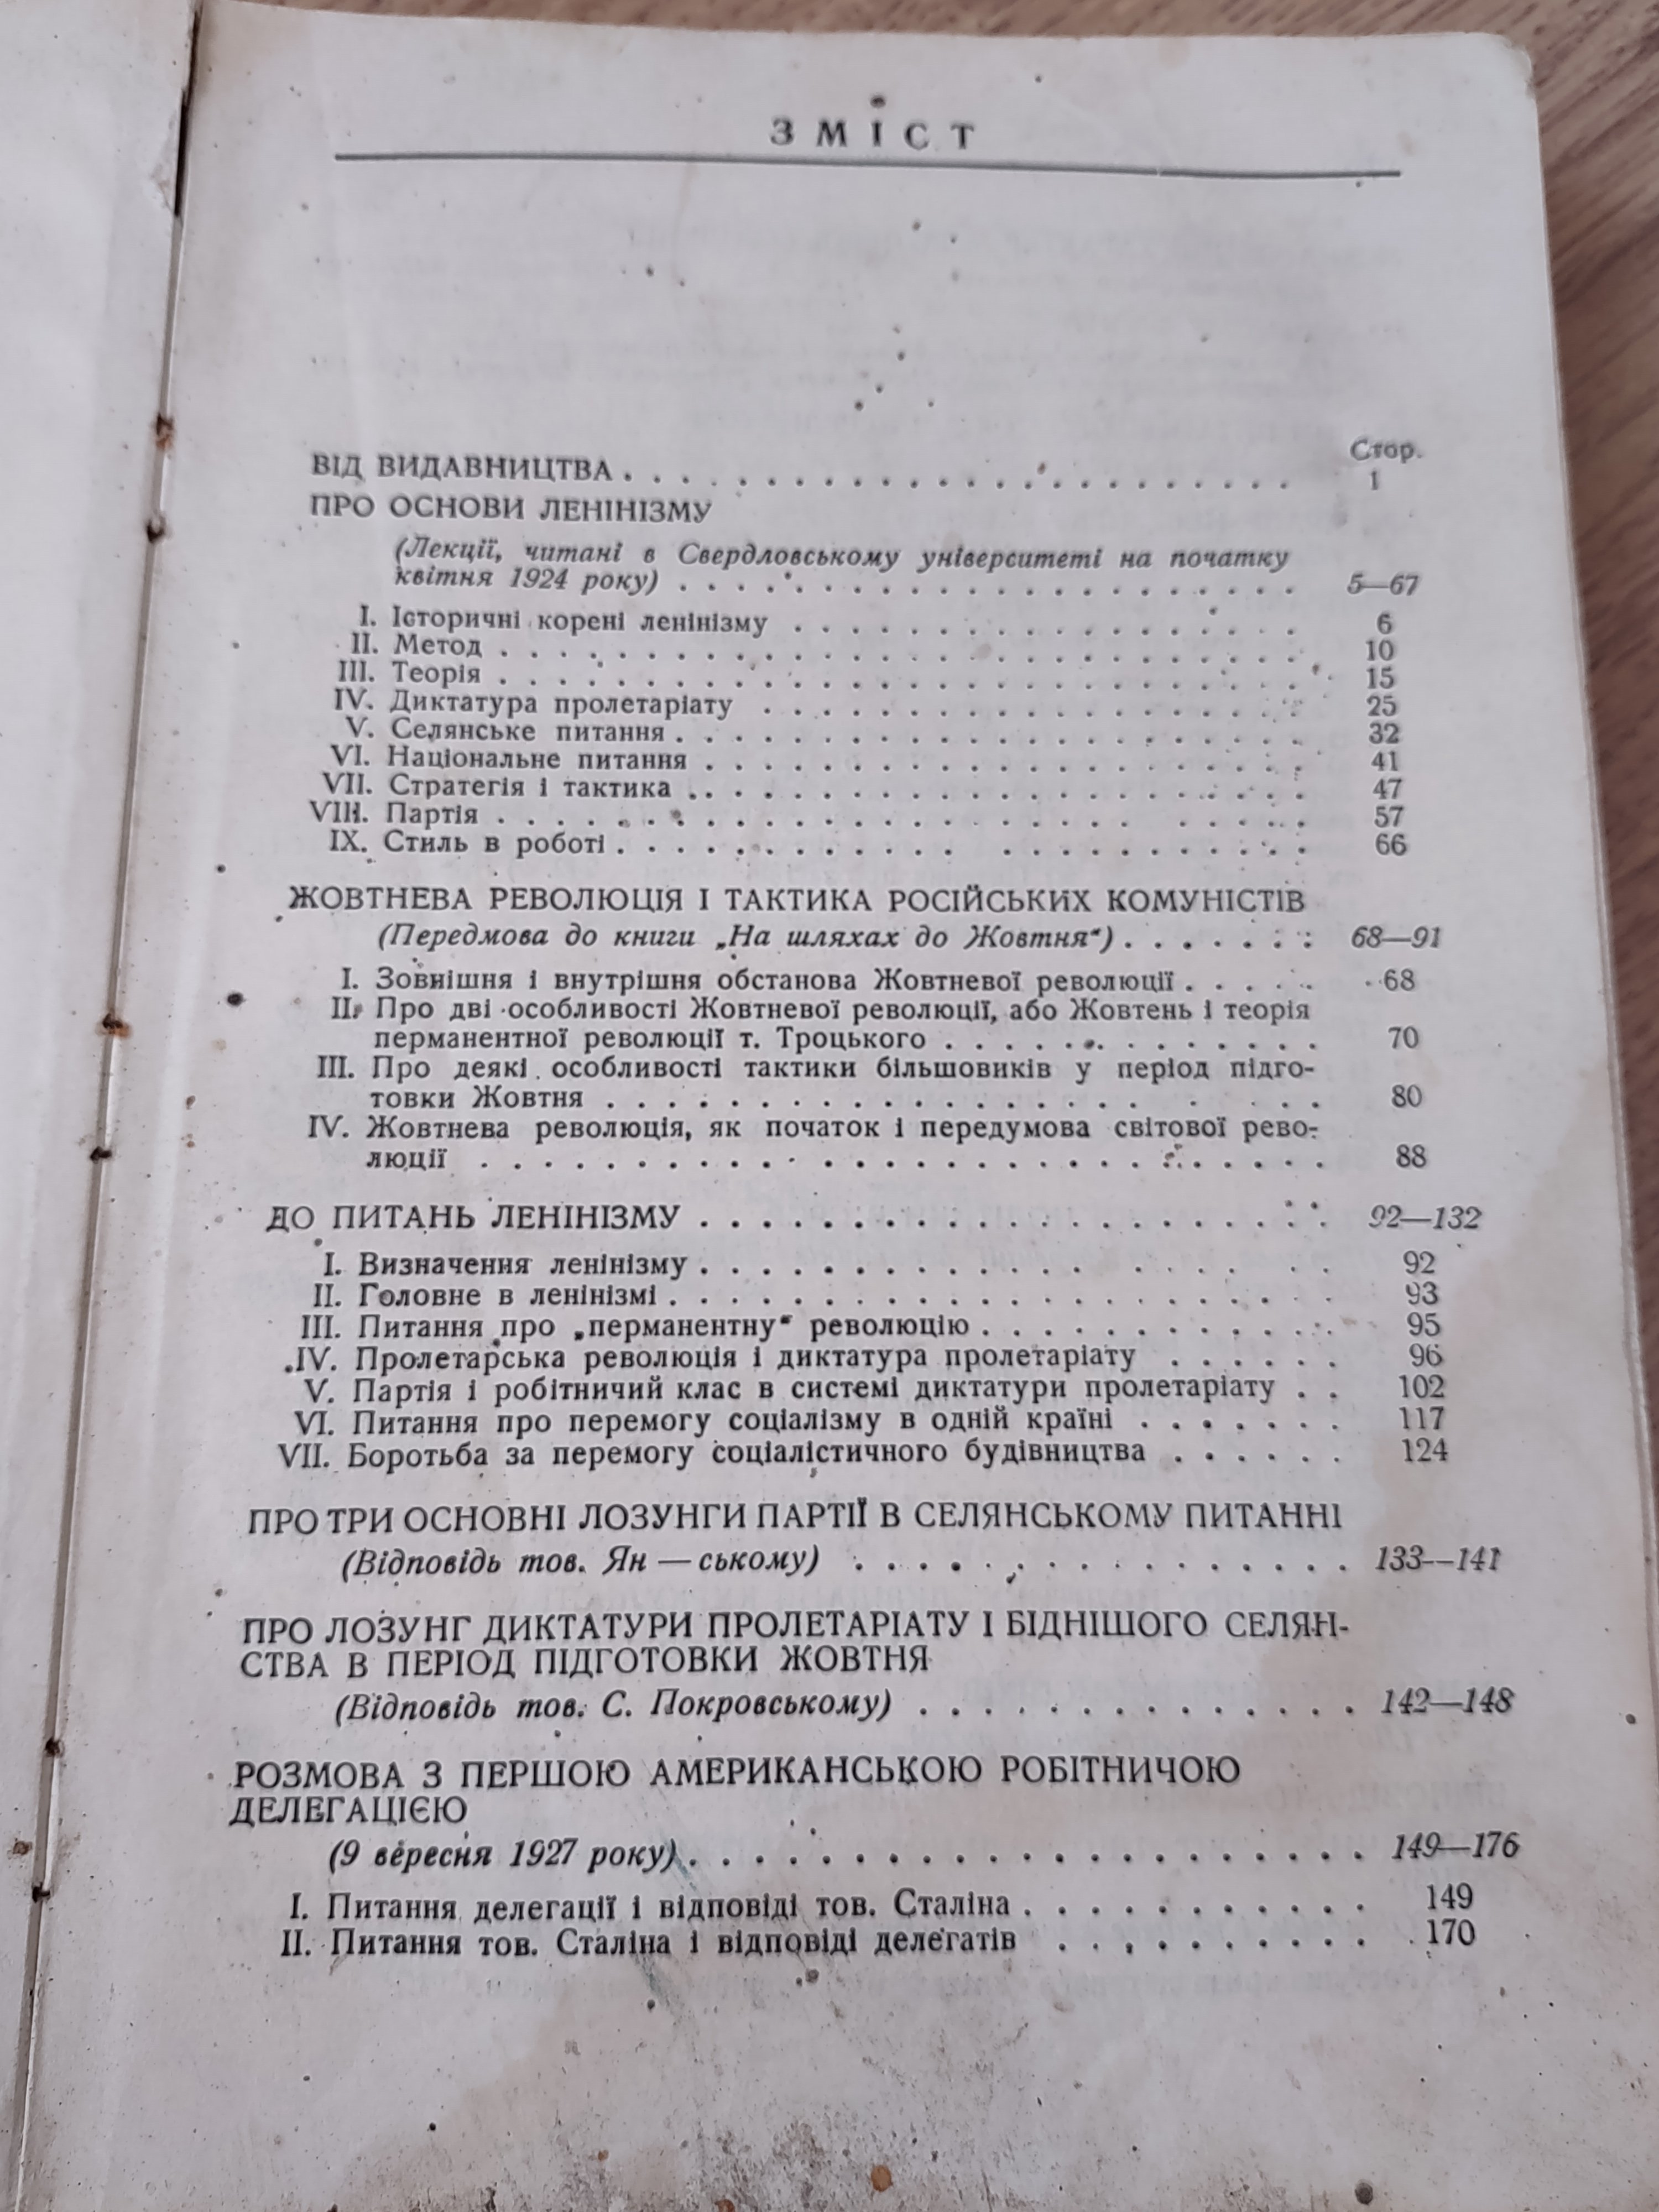 ЗМІСТ
Стор.
ВІД ВИДАВНИЦТВА . . . . . . . . . . . . . . . . . . . . . . . 1
ПРО ОСНОВИ ЛЕНІНІЗМУ
(Лекції, читані в Свердловському університеті на початку
квітня 1924 року) . . . . . . . . . . . . . . . . . . . . . . 5—67
I. Історичні корені ленінізму . . . . . . . . . . . . . . . . . 6
II. Метод . . . . . . . . . . . . . . . . . . . . . . . . . . . 10
III. Теорія . . . . . . . . . . . . . . . . . . . . . . . . . . 15
IV. Диктатура пролетаріату . . . . . . . . . . . . . . . . . . 25
V. Селянське питання . . . . . . . . . . . . . . . . . . . . . 32
VI. Національне питання . . . . . . . . . . . . . . . . . . . . 41
VII. Стратегія і тактика . . . . . . . . . . . . . . . . . . . . 47
VIII. Партія . . . . . . . . . . . . . . . . . . . . . . . . . . 57
IX. Стиль в роботі . . . . . . . . . . . . . . . . . . . . . . 66
ЖОВТНЕВА РЕВОЛЮЦІЯ І ТАКТИКА РОСІЙСЬКИХ КОМУНІСТІВ
(Передмова до книги „На шляхах до Жовтня“) . . . . . . . 68—91
I. Зовнішня і внутрішня обстанова Жовтневої революції . . . . . 68
II. Про дві особливості Жовтневої революції, або Жовтень і теорія
перманентної революції т. Троцького . . . . . . . . . . . . 70
III. Про деякі особливості тактики більшовиків у період підго-
товки Жовтня . . . . . . . . . . . . . . . . . . . . . . . 80
IV. Жовтнева революція, як початок і передумова світової рево-
люції . . . . . . . . . . . . . . . . . . . . . . . . . . . 88
ДО ПИТАНЬ ЛЕНІНІЗМУ . . . . . . . . . . . . . . . . . . . . 92—132
I. Визначення ленінізму . . . . . . . . . . . . . . . . . . . 92
II. Головне в ленінізмі . . . . . . . . . . . . . . . . . . . . 93
III. Питання про „перманентну“ революцію . . . . . . . . . . . 95
IV. Пролетарська революція і диктатура пролетаріату . . . . . . 96
V. Партія і робітничий клас в системі диктатури пролетаріату . . 102
VI. Питання про перемогу соціалізму в одній країні . . . . . . . 117
VII. Боротьба за перемогу соціалістичного будівництва . . . . . . 124
ПРО ТРИ ОСНОВНІ ЛОЗУНГИ ПАРТІЇ В СЕЛЯНСЬКОМУ ПИТАННІ
(Відповідь тов. Ян — ському) . . . . . . . . . . . . . . . . 133—141
ПРО ЛОЗУНГ ДИКТАТУРИ ПРОЛЕТАРІАТУ І БІДНІШОГО СЕЛЯН-
СТВА В ПЕРІОД ПІДГОТОВКИ ЖОВТНЯ
(Відповідь тов. С. Покровському) . . . . . . . . . . . . . . 142—148
РОЗМОВА З ПЕРШОЮ АМЕРИКАНСЬКОЮ РОБІТНИЧОЮ
ДЕЛЕГАЦІЄЮ
(9 вересня 1927 року) . . . . . . . . . . . . . . . . . . . . 149—176
I. Питання делегації і відповіді тов. Сталіна . . . . . . . . . . 149
II. Питання тов. Сталіна і відповіді делегатів . . . . . . . . . . 170